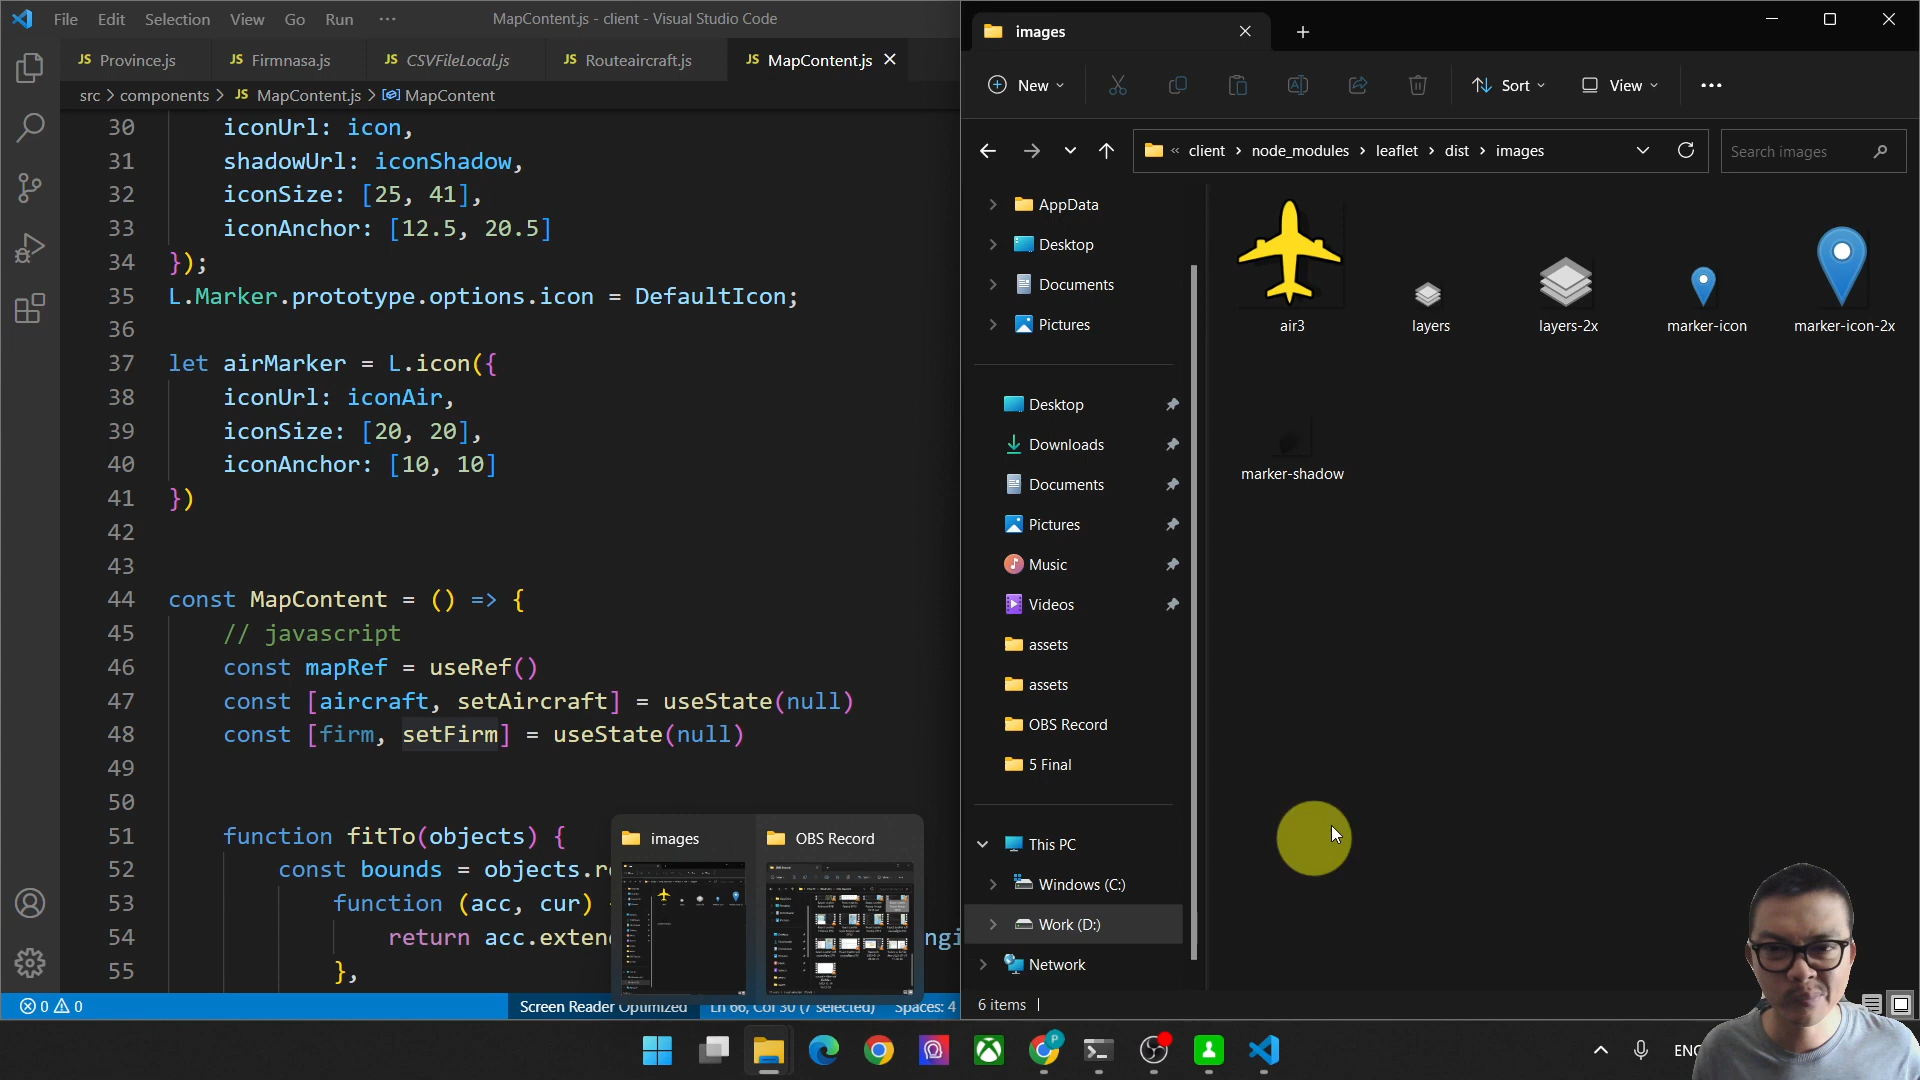 File Edit Selection View Go Run ··· MapContent.js - client - Visual Studio Code
JS Province.js JS Firmnasa.js JS CSVFileLocal.js JS Routeaircraft.js JS MapContent.js
src > components > JS MapContent.js > MapContent
30 iconUrl: icon,
31 shadowUrl: iconShadow,
32 iconSize: [25, 41],
33 iconAnchor: [12.5, 20.5]
34 });
35 L.Marker.prototype.options.icon = DefaultIcon;
36
37 let airMarker = L.icon({
38 iconUrl: iconAir,
39 iconSize: [20, 20],
40 iconAnchor: [10, 10]
41 })
42
43
44 const MapContent = () => {
45 // javascript
46 const mapRef = useRef()
47 const [aircraft, setAircraft] = useState(null)
48 const [firm, setFirm] = useState(null)
49
50
51 function fitTo(objects) {
52 const bounds = objects.r
53 function (acc, cur)
54 return acc.exten ngi
55 },
0 0 Screen Reader Optimized Ln 66, Col 30 (7 selected) Spaces: 4
images OBS Record
images
New Sort View ···
« client > node_modules > leaflet > dist > images
Search images
AppData
Desktop
Documents
Pictures
Desktop
Downloads
Documents
Pictures
Music
Videos
assets
assets
OBS Record
5 Final
This PC
Windows (C:)
Work (D:)
Network
air3 layers layers-2x marker-icon marker-icon-2x
marker-shadow
6 items
P